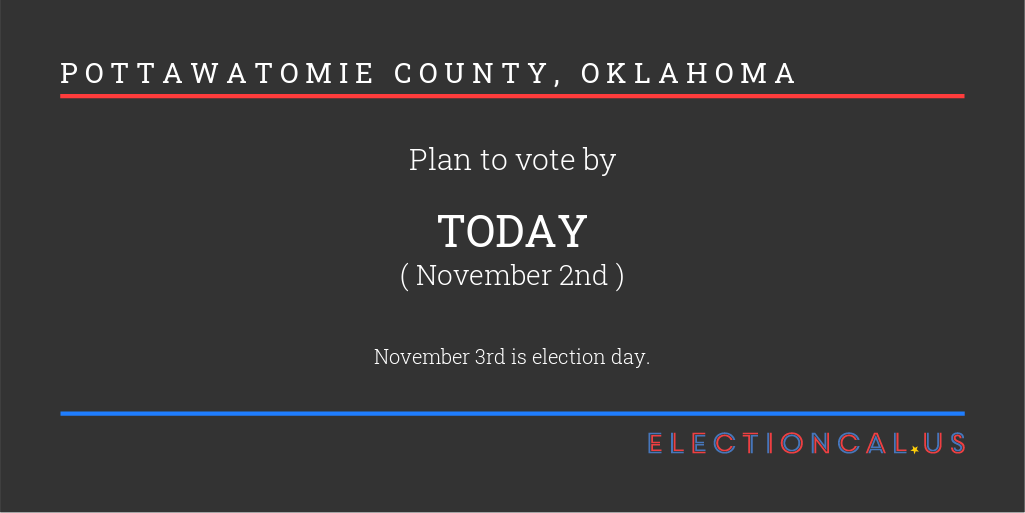 POTTAWATOMIE COUNTY, OKLAHOMA
Plan to vote by
TODAY
( November 2nd )
November 3rd is election day.
ELECTIONCAL.US